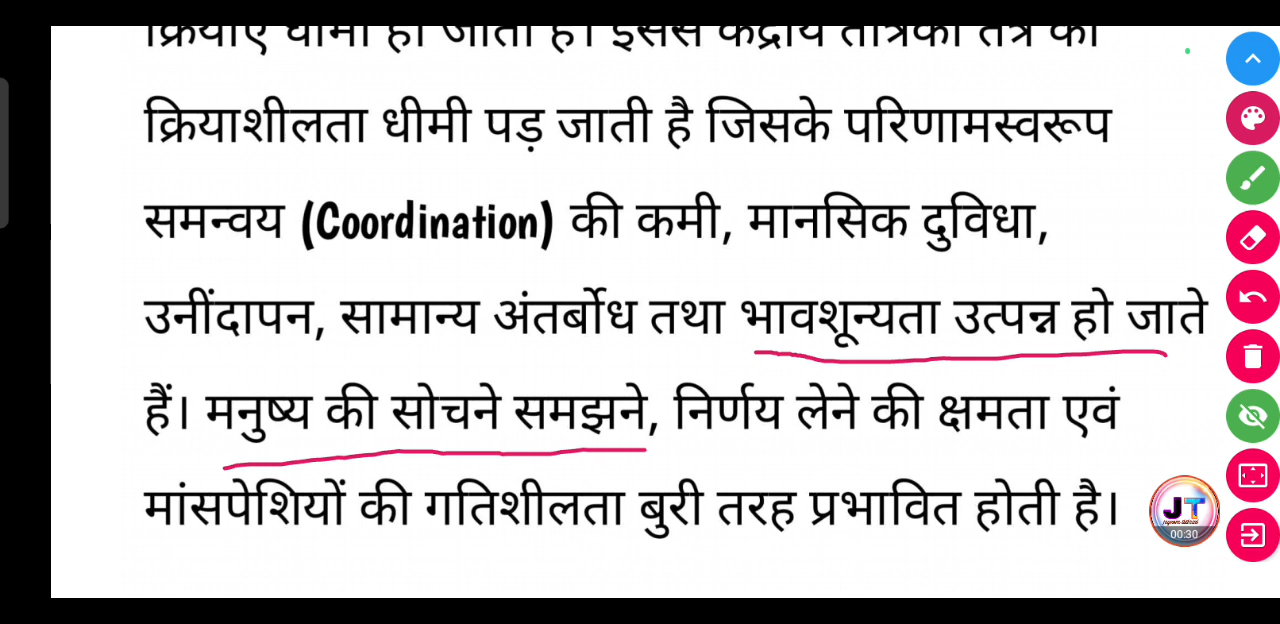 क्रियाएं धीमी हो जाती हैं। इससे केंद्रीय तंत्रिका तंत्र की
क्रियाशीलता धीमी पड़ जाती है जिसके परिणामस्वरूप
समन्वय (Coordination) की कमी, मानसिक दुविधा,
उनींदापन, सामान्य अंतर्बोध तथा भावशून्यता उत्पन्न हो जाते
हैं। मनुष्य की सोचने समझने, निर्णय लेने की क्षमता एवं
मांसपेशियों की गतिशीलता बुरी तरह प्रभावित होती है।
JT
00:30